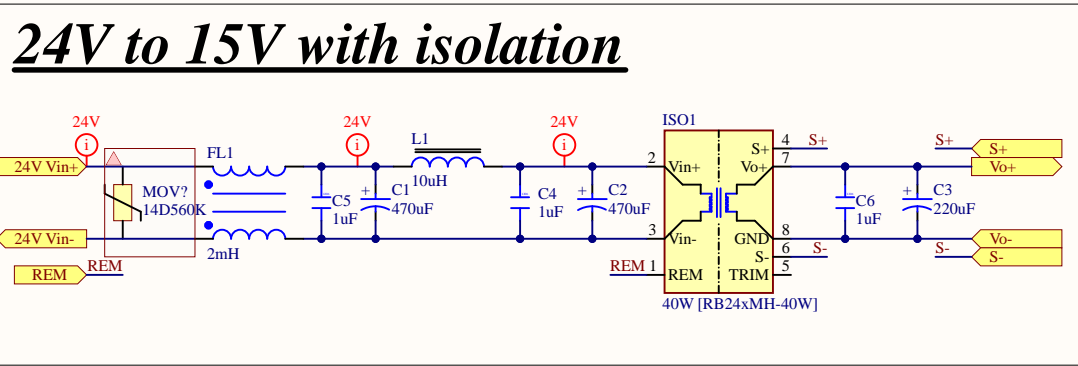 24V to 15V with isolation
24V
24V
24V
i
i
i
ISO1
24V Vin+
FL1
L1
10uH
2
Vin+
S+
4
S+
S+
S+
Vo+
7
Vo+
MOV?
14D560K
C5
1uF
+
C1
470uF
C4
1uF
+
C2
470uF
C6
1uF
+
C3
220uF
24V Vin-
2mH
3
Vin-
GND
8
Vo-
S-
6
S-
S-
S-
REM
REM
REM
1
REM
TRIM
5
40W [RB24xMH-40W]